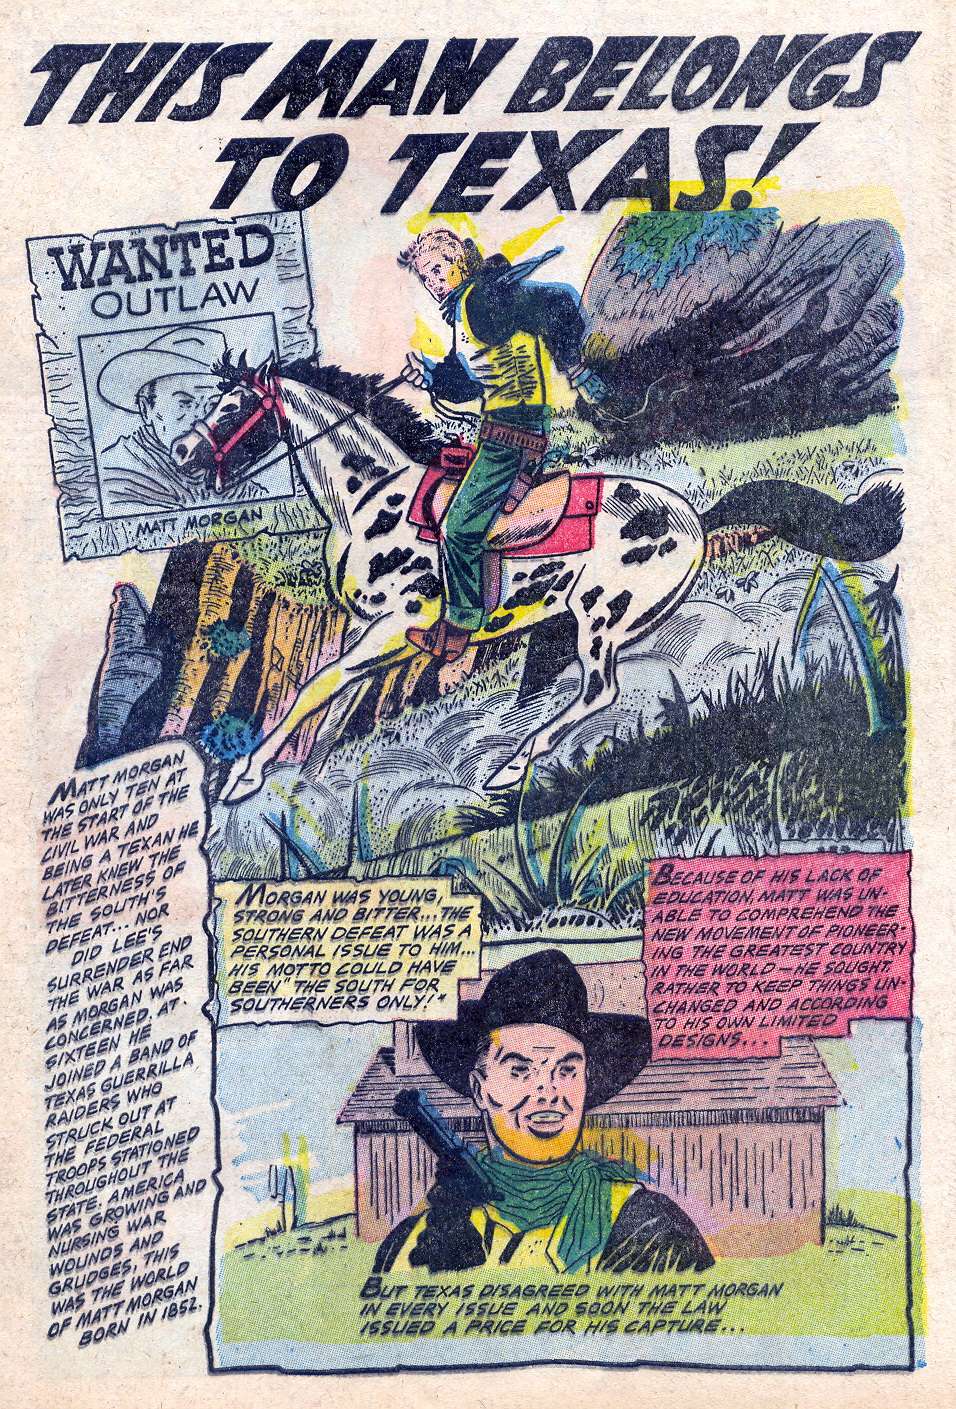 THIS MAN BELONGS
TO TEXAS!
WANTED
OUTLAW
MATT MORGAN
MATT MORGAN
WAS ONLY TEN AT
THE START OF THE
CIVIL WAR AND
BEING A TEXAN HE
LATER KNEW THE
BITTERNESS OF
THE SOUTH'S
DEFEAT... NOR
DID LEE'S
SURRENDER END
THE WAR AS FAR
AS MORGAN WAS
CONCERNED. AT
SIXTEEN HE
JOINED A BAND OF
TEXAS GUERRILLA
RAIDERS WHO
STRUCK OUT AT
THE FEDERAL
TROOPS STATIONED
THROUGHOUT THE
STATE. AMERICA
WAS GROWING AND
NURSING WAR
WOUNDS AND
GRUDGES, THIS
WAS THE WORLD
OF MATT MORGAN
BORN IN 1852.
MORGAN WAS YOUNG,
STRONG AND BITTER... THE
SOUTHERN DEFEAT WAS A
PERSONAL ISSUE TO HIM...
HIS MOTTO COULD HAVE
BEEN "THE SOUTH FOR
SOUTHERNERS ONLY!"
BECAUSE OF HIS LACK OF
EDUCATION, MATT WAS UN-
ABLE TO COMPREHEND THE
NEW MOVEMENT OF PIONEER-
ING THE GREATEST COUNTRY
IN THE WORLD — HE SOUGHT
RATHER TO KEEP THINGS UN-
CHANGED AND ACCORDING
TO HIS OWN LIMITED
DESIGNS...
BUT TEXAS DISAGREED WITH MATT MORGAN
IN EVERY ISSUE AND SOON THE LAW
ISSUED A PRICE FOR HIS CAPTURE...